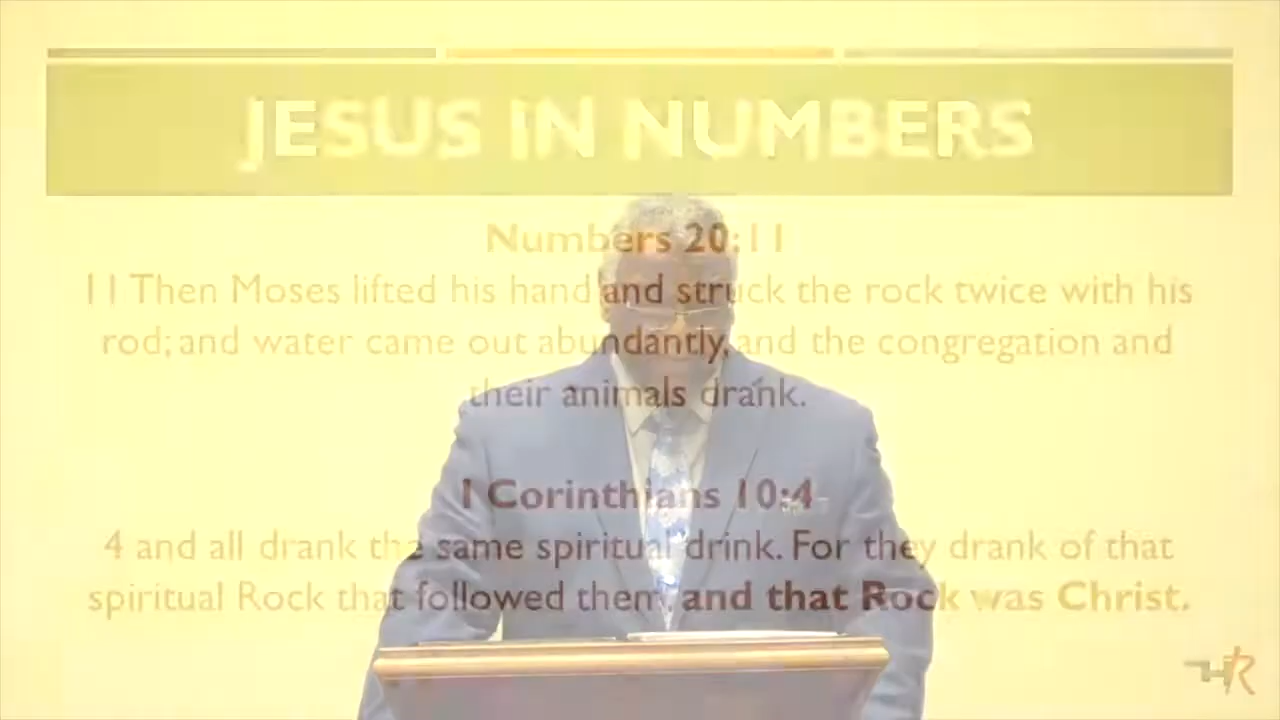 JESUS IN NUMBERS
Numbers 20:11
11 Then Moses lifted his hand and struck the rock twice with his
rod; and water came out abundantly, and the congregation and
their animals drank.
1 Corinthians 10:4
4 and all drank the same spiritual drink. For they drank of that
spiritual Rock that followed them, and that Rock was Christ.
HR